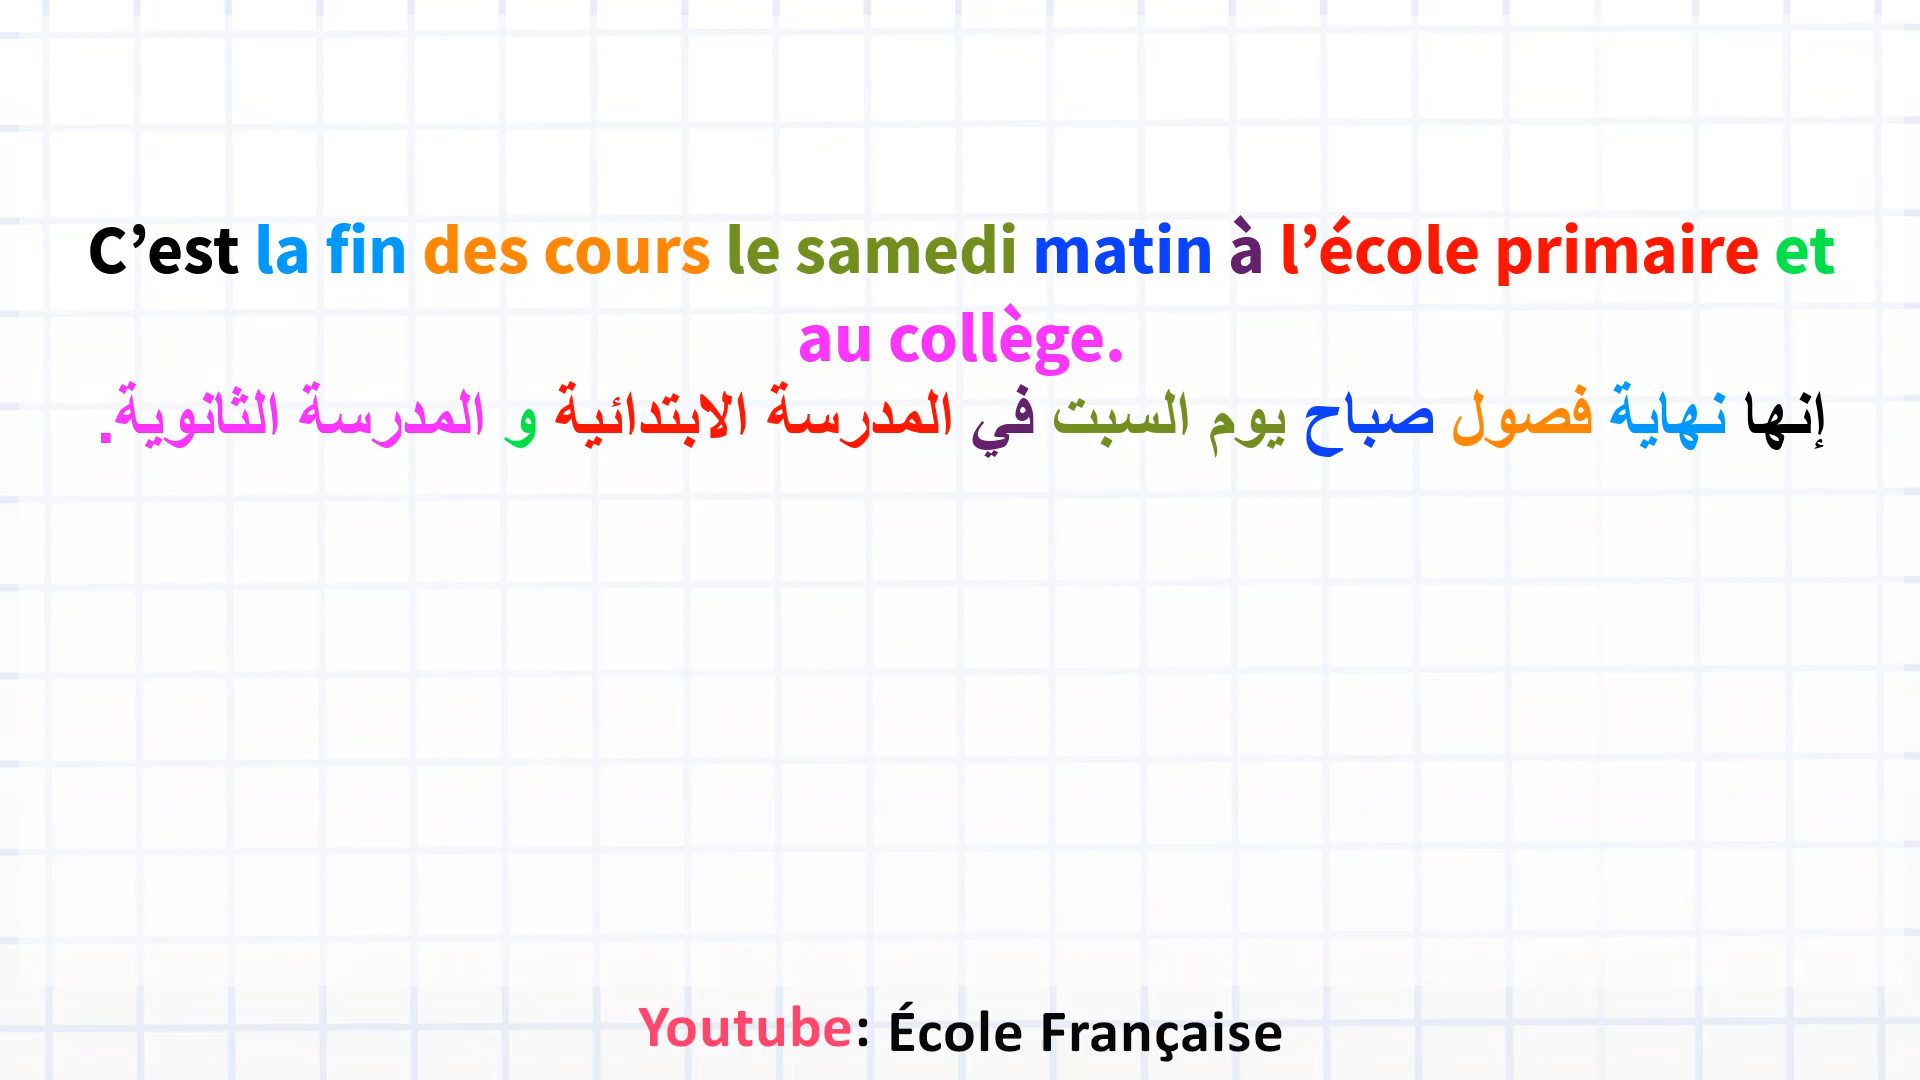 C’est la fin des cours le samedi matin à l’école primaire et
au collège.
إنها نهاية فصول صباح يوم السبت في المدرسة الابتدائية و المدرسة الثانوية.
Youtube: École Française